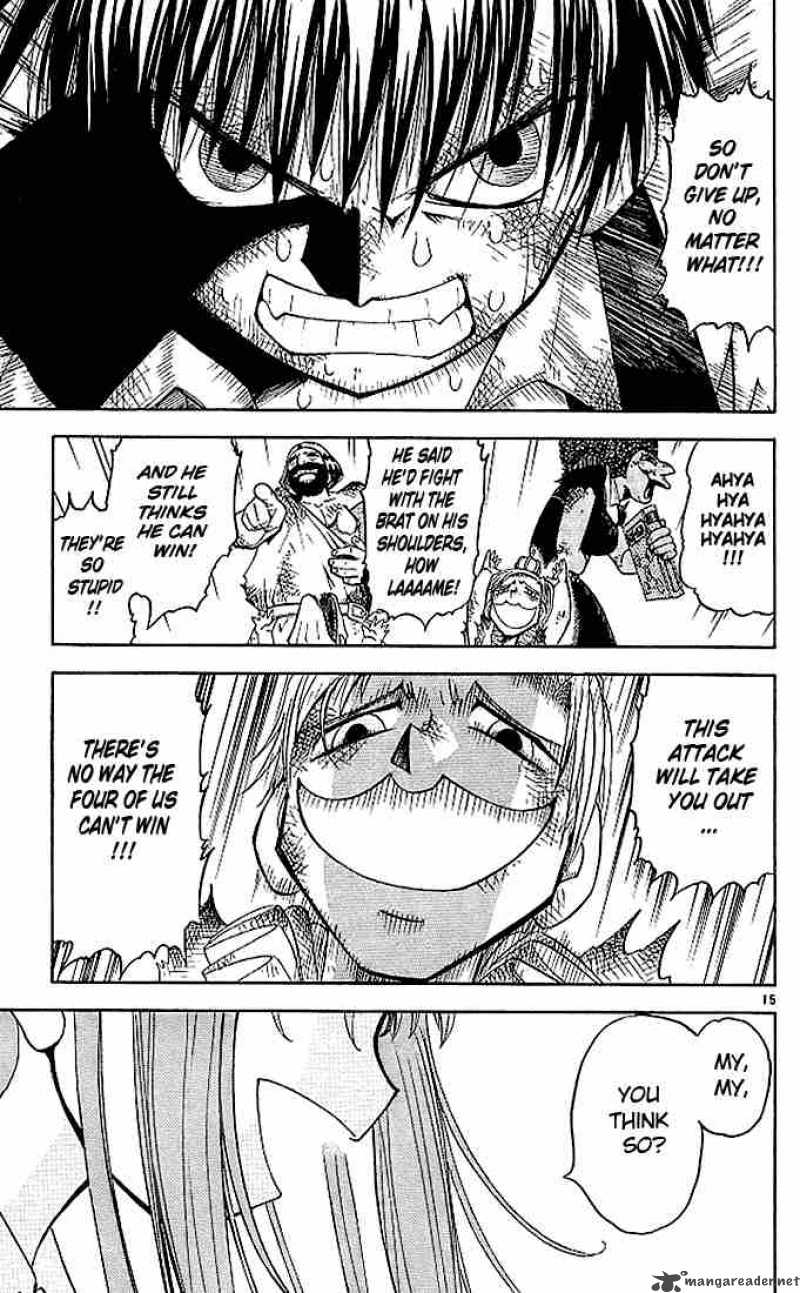 SO
DON'T
GIVE UP,
NO
MATTER
WHAT!!!
AHYA
HYA
HYAHYA
HYAHYA
!!!
HE SAID
HE'D FIGHT
WITH THE
BRAT ON HIS
SHOULDERS,
HOW
LAAAAME!
AND HE
STILL
THINKS
HE CAN
WIN!
THEY'RE
SO
STUPID
!!
THIS
ATTACK
WILL TAKE
YOU OUT
...
THERE'S
NO WAY THE
FOUR OF US
CAN'T WIN
!!!
15
MY,
MY,
YOU
THINK
SO?
mangareader.net